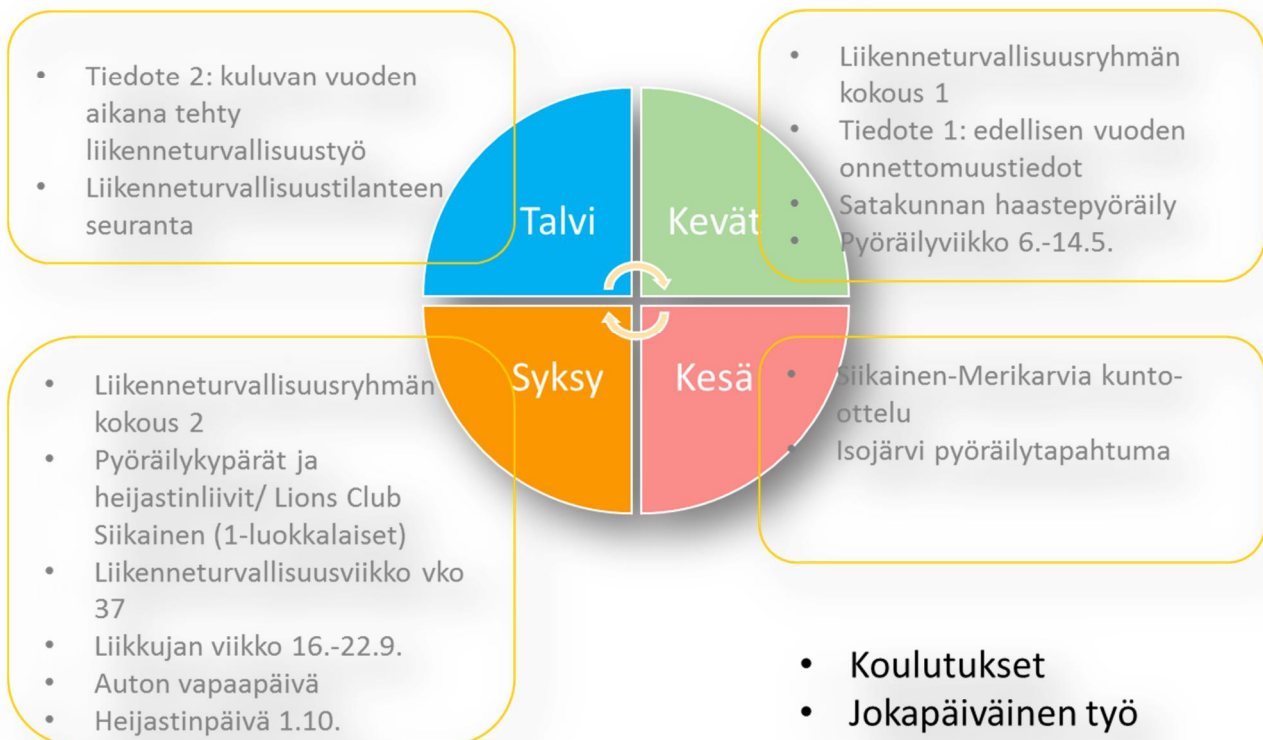 • Tiedote 2: kuluvan vuoden
aikana tehty
liikenneturvallisuustyö
• Liikenneturvallisuustilanteen
seuranta
• Liikenneturvallisuusryhmän
kokous 1
• Tiedote 1: edellisen vuoden
onnettomuustiedot
• Satakunnan haastepyöräily
• Pyöräilyviikko 6.-14.5.
Talvi
Kevät
Syksy
Kesä
• Liikenneturvallisuusryhmän
kokous 2
• Pyöräilykypärät ja
heijastinliivit/ Lions Club
Siikainen (1-luokkalaiset)
• Liikenneturvallisuusviikko vko
37
• Liikkujan viikko 16.-22.9.
• Auton vapaapäivä
• Heijastinpäivä 1.10.
• Siikainen-Merikarvia kunto-
ottelu
• Isojärvi pyöräilytapahtuma
• Koulutukset
• Jokapäiväinen työ